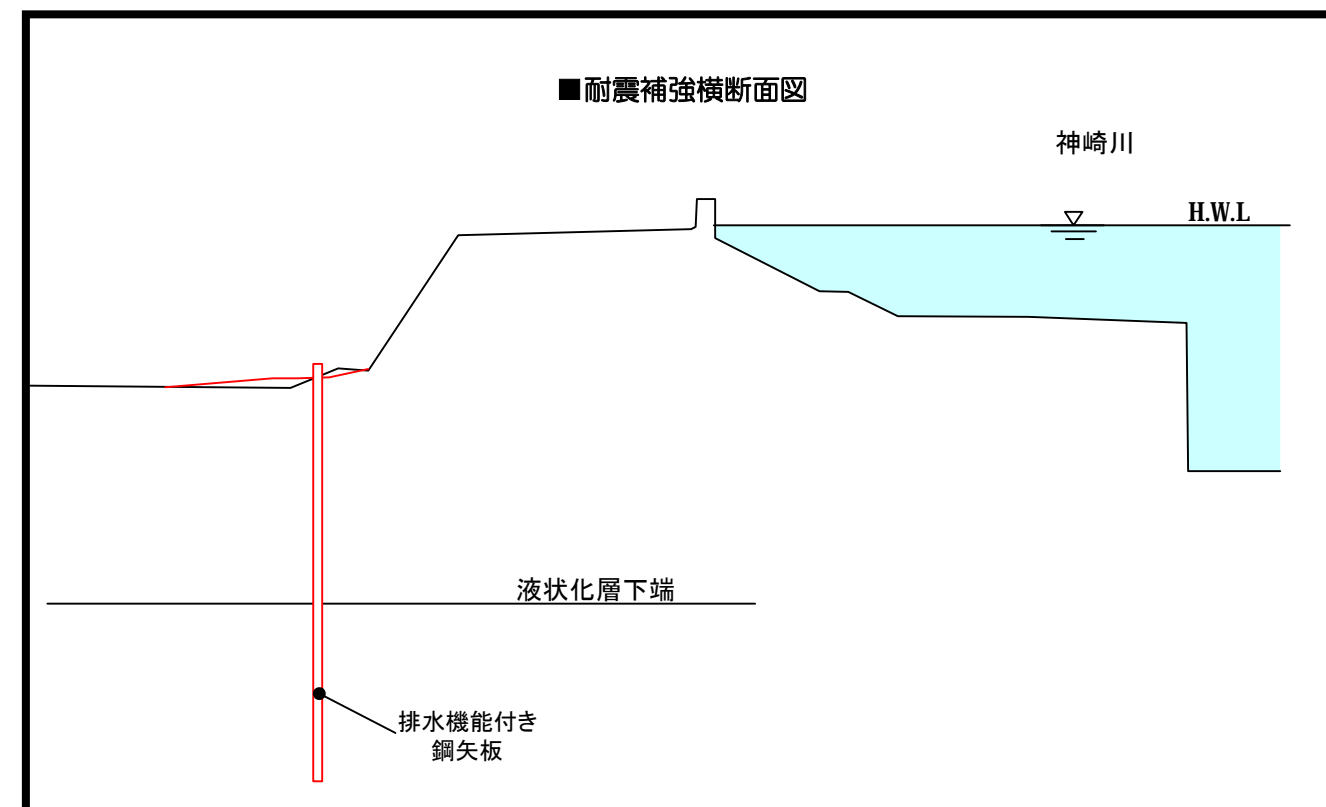 ■耐震補強横断面図
神崎川
H.W.L
液状化層下端
排水機能付き
鋼矢板